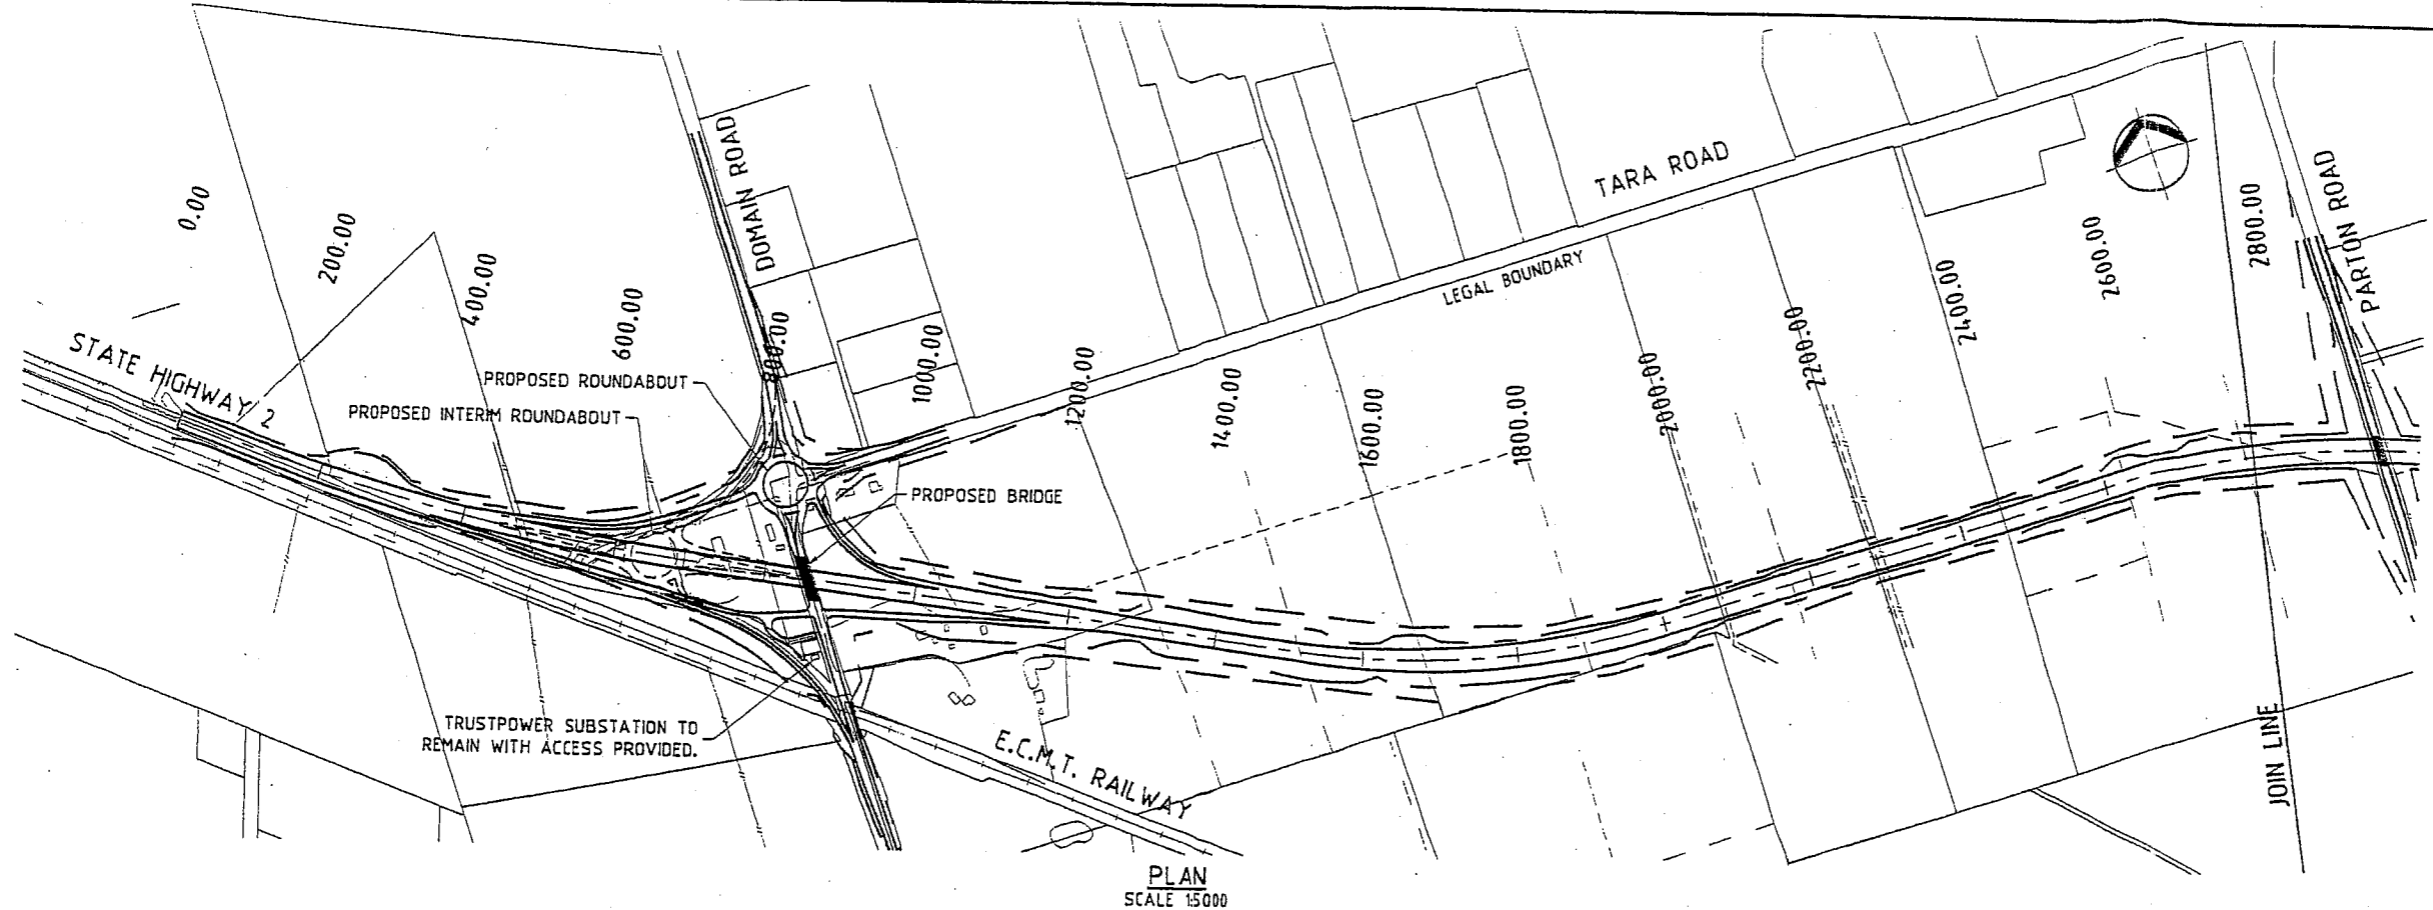 DOMAIN ROAD
TARA ROAD
PARTON ROAD
LEGAL BOUNDARY
0.00
200.00
400.00
600.00
800.00
1000.00
1200.00
1400.00
1600.00
1800.00
2000.00
2200.00
2400.00
2600.00
2800.00
STATE HIGHWAY 2
PROPOSED ROUNDABOUT
PROPOSED INTERIM ROUNDABOUT
PROPOSED BRIDGE
TRUSTPOWER SUBSTATION TO
REMAIN WITH ACCESS PROVIDED.
E.C.M.T. RAILWAY
JOIN LINE
PLAN
SCALE 1:5000